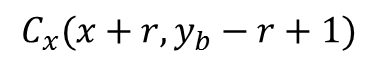 $C_x(x + r, y_b - r + 1)$